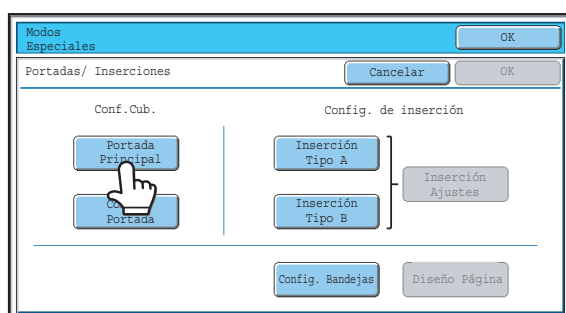 Modos
Especiales
OK
Portadas/ Inserciones
Cancelar
OK
Conf.Cub.
Config. de inserción
Portada
Principal
Inserción
Tipo A
Inserción
Ajustes
Portada
Inserción
Tipo B
Config. Bandejas
Diseño Página